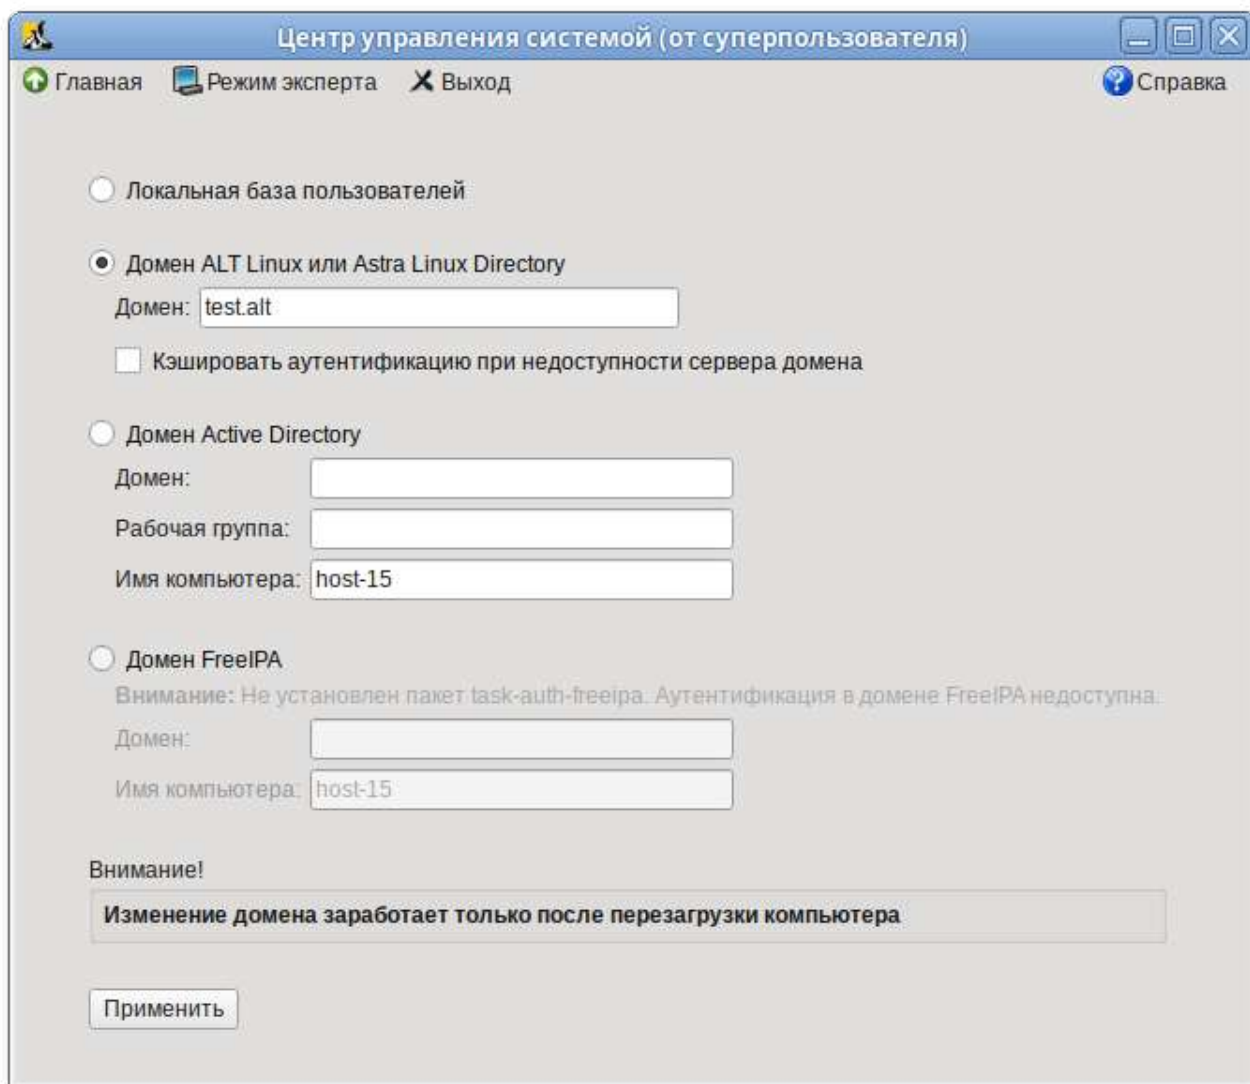 Центр управления системой (от суперпользователя)
Главная Режим эксперта Выход Справка
Локальная база пользователей
Домен ALT Linux или Astra Linux Directory
Домен: test.alt
Кэшировать аутентификацию при недоступности сервера домена
Домен Active Directory
Домен:
Рабочая группа:
Имя компьютера: host-15
Домен FreeIPA
Внимание: Не установлен пакет task-auth-freeipa. Аутентификация в домене FreeIPA недоступна.
Домен:
Имя компьютера: host-15
Внимание!
Изменение домена заработает только после перезагрузки компьютера
Применить